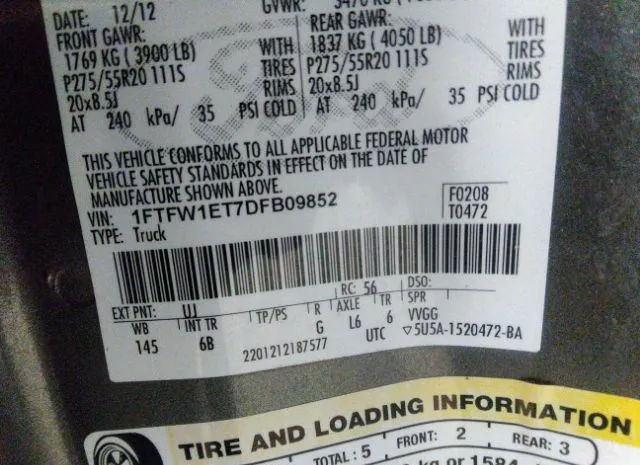 DATE: 12/12 GVWR:
FRONT GAWR: REAR GAWR: WITH
1769 KG ( 3900 LB) WITH 1837 KG ( 4050 LB) TIRES
P275/55R20 111S TIRES P275/55R20 111S RIMS
20x8.5J RIMS 20x8.5J
AT 240 kPa/ 35 PSI COLD AT 240 kPa/ 35 PSI COLD
THIS VEHICLE CONFORMS TO ALL APPLICABLE FEDERAL MOTOR
VEHICLE SAFETY STANDARDS IN EFFECT ON THE DATE OF
MANUFACTURE SHOWN ABOVE.
VIN: 1FTFW1ET7DFB09852 F0208
TYPE: Truck T0472
EXT PNT: UJ RC: 56 DSO:
WB INT TR TP/PS R AXLE TR SPR
145 6B G L6 6 VVGG
2201212187577 UTC ▽5U5A-1520472-BA
TIRE AND LOADING INFORMATION
TOTAL: 5 FRONT: 2 REAR: 3
kg or 1584